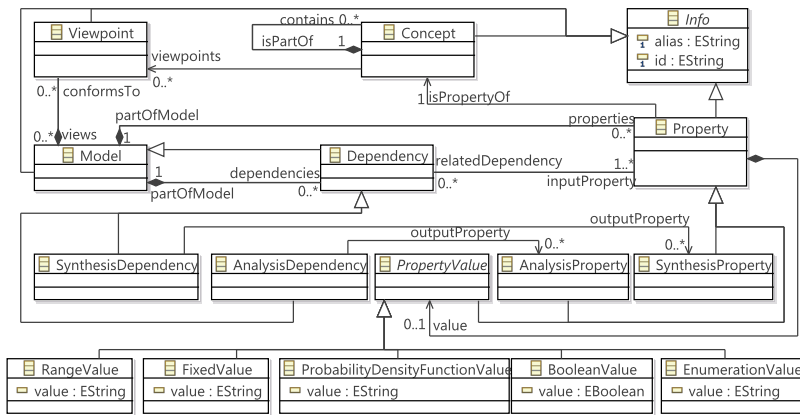 contains 0..*
Info
Viewpoint
Concept
isPartOf
1
alias : EString
id : EString
viewpoints
0..*
0..*
conformsTo
1
isPropertyOf
partOfModel
properties
0..*
0..*
views
1
Property
Model
Dependency
relatedDependency
1..*
1
dependencies
0..*
0..*
inputProperty
partOfModel
outputProperty
outputProperty
0..*
0..*
SynthesisDependency
AnalysisDependency
PropertyValue
AnalysisProperty
SynthesisProperty
0..1
value
RangeValue
FixedValue
ProbabilityDensityFunctionValue
BooleanValue
EnumerationValue
value : EString
value : EString
value : EString
value : EBoolean
value : EString